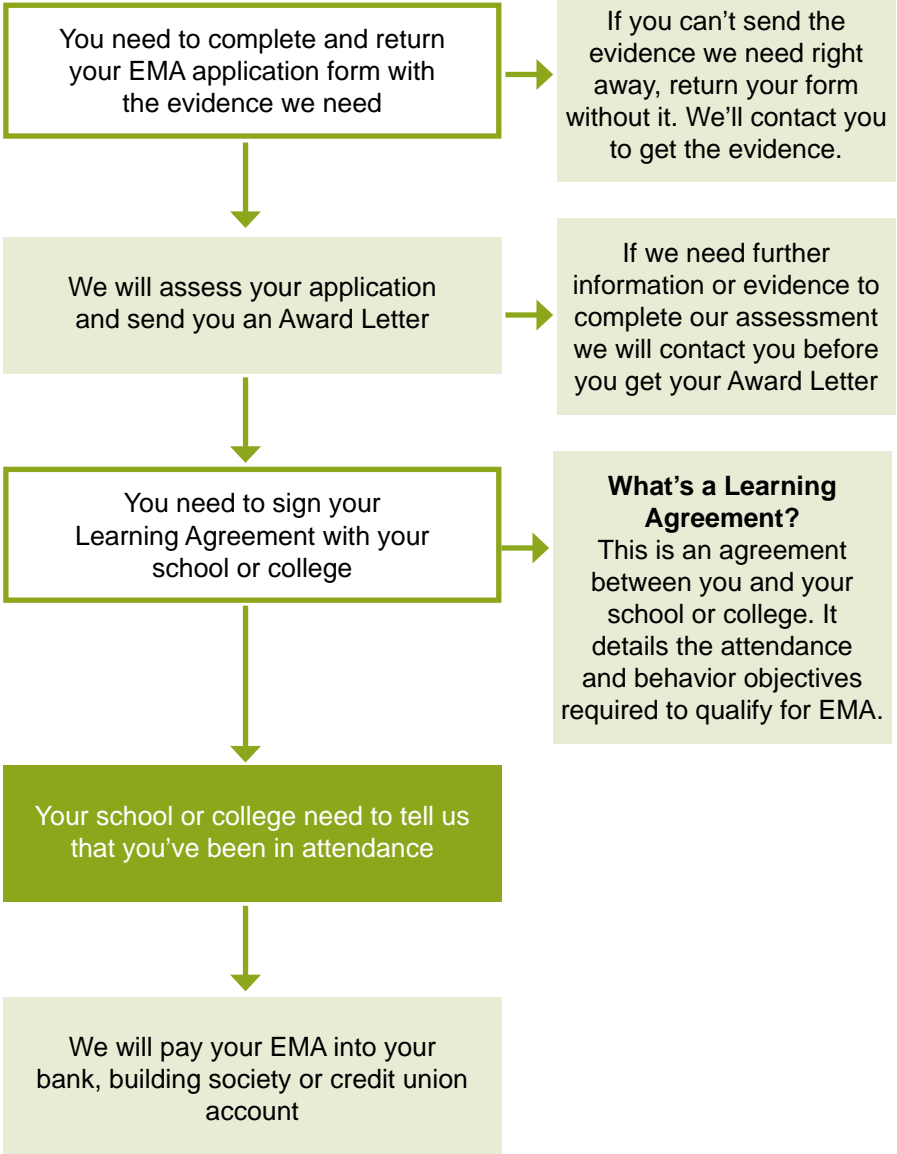 You need to complete and return
your EMA application form with
the evidence we need
If you can’t send the
evidence we need right
away, return your form
without it. We’ll contact you
to get the evidence.
We will assess your application
and send you an Award Letter
If we need further
information or evidence to
complete our assessment
we will contact you before
you get your Award Letter
You need to sign your
Learning Agreement with your
school or college
What’s a Learning
Agreement?
This is an agreement
between you and your
school or college. It
details the attendance
and behavior objectives
required to qualify for EMA.
Your school or college need to tell us
that you’ve been in attendance
We will pay your EMA into your
bank, building society or credit union
account